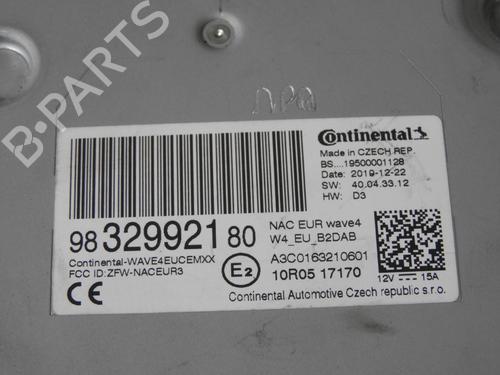 B-PARTS
Continental
Made in CZECH REP.
BS....19500001128
Date: 2019-12-22
SW: 40.04.33.12
HW: D3
98 329921 80
NAC EUR wave4
W4_EU_B2DAB
Continental-WAVE4EUCEMXX
FCC ID:ZFW-NACEUR3
E2
A3C0163210601
10R05 17170
12V 15A
CE
Continental Automotive Czech republic s.r.o.